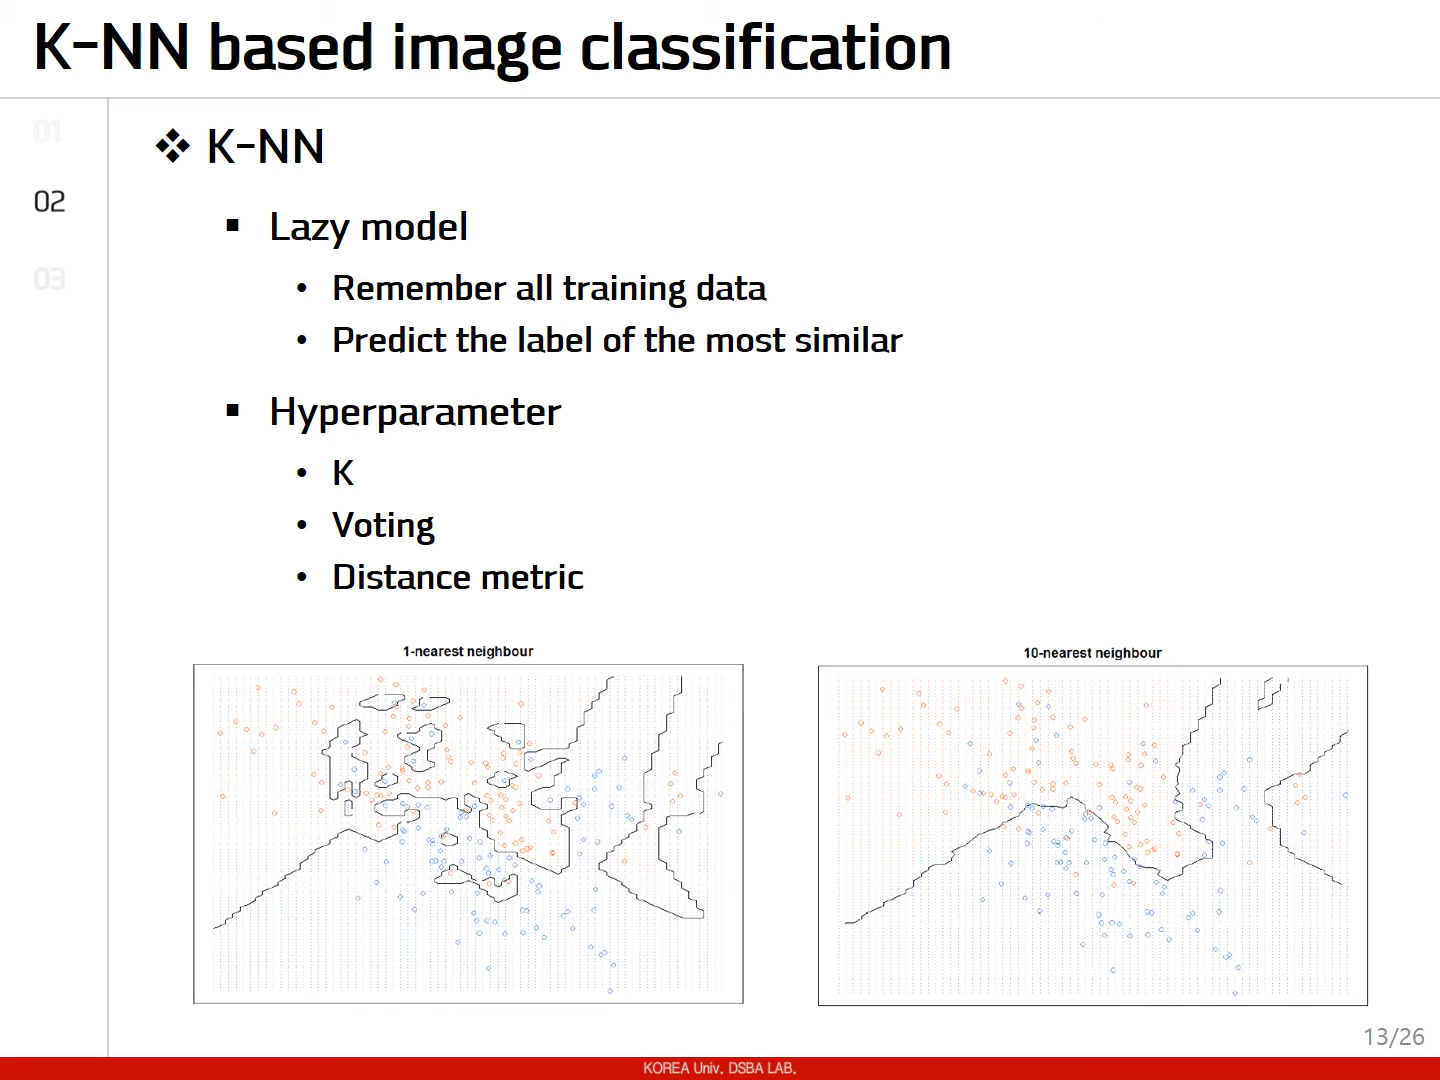 K-NN based image classification
01
02
03
❖ K-NN
▪ Lazy model
• Remember all training data
• Predict the label of the most similar
▪ Hyperparameter
• K
• Voting
• Distance metric
1-nearest neighbour
10-nearest neighbour
13/26
KOREA Univ. DSBA LAB.